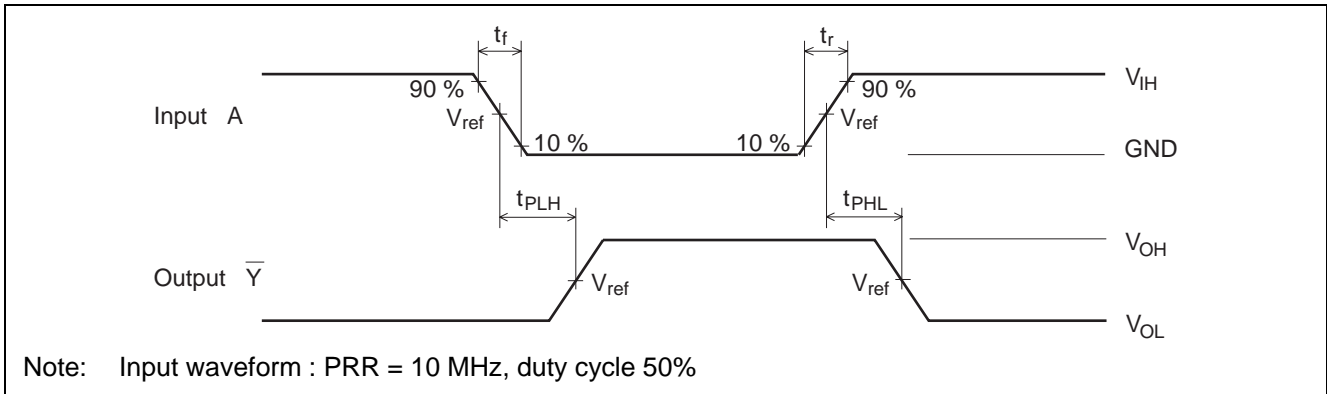 tf
tr
90 %
90 %
VIH
Input A
Vref
Vref
10 %
10 %
GND
tPLH
tPHL
VOH
Output Y̅
Vref
Vref
VOL
Note: Input waveform : PRR = 10 MHz, duty cycle 50%